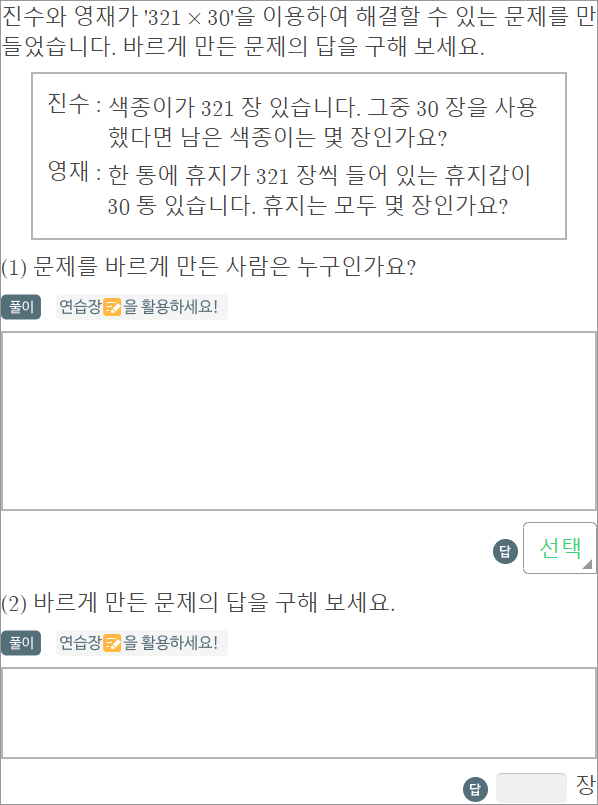 진수와 영재가 '321 × 30'을 이용하여 해결할 수 있는 문제를 만
들었습니다. 바르게 만든 문제의 답을 구해 보세요.
진수 : 색종이가 321 장 있습니다. 그중 30 장을 사용
했다면 남은 색종이는 몇 장인가요?
영재 : 한 통에 휴지가 321 장씩 들어 있는 휴지갑이
30 통 있습니다. 휴지는 모두 몇 장인가요?
(1) 문제를 바르게 만든 사람은 누구인가요?
풀이 연습장을 활용하세요!
답 선택
(2) 바르게 만든 문제의 답을 구해 보세요.
풀이 연습장을 활용하세요!
답 장